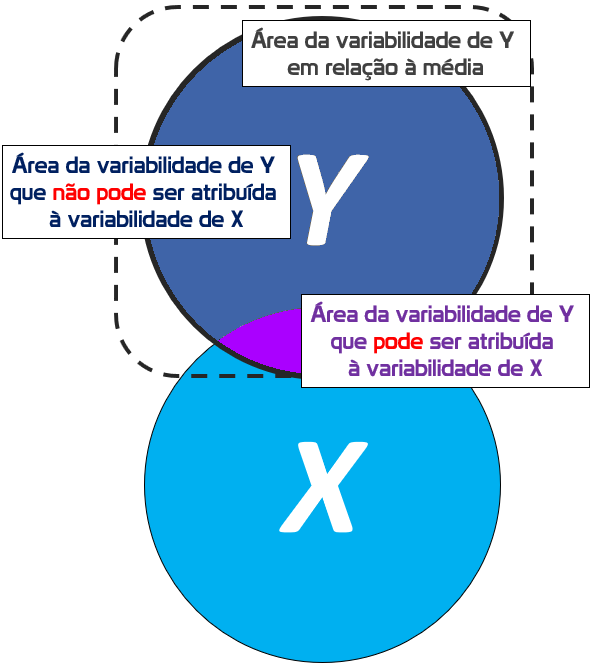 Área da variabilidade de Y
em relação à média
Área da variabilidade de Y
que não pode ser atribuída
à variabilidade de X
Y
Área da variabilidade de Y
que pode ser atribuída
à variabilidade de X
X